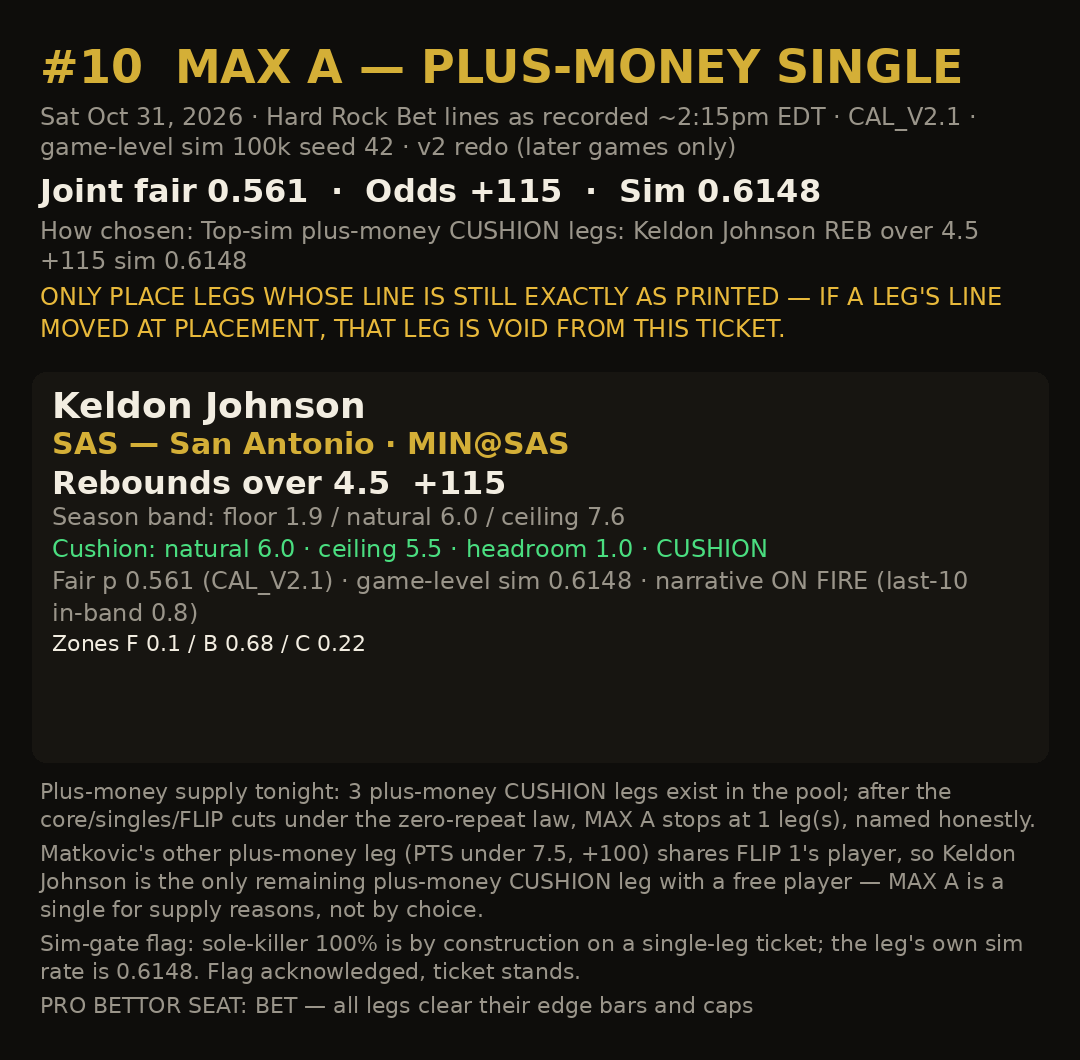 #10  MAX A — PLUS-MONEY SINGLE
Sat Oct 31, 2026 · Hard Rock Bet lines as recorded ~2:15pm EDT · CAL_V2.1 ·
game-level sim 100k seed 42 · v2 redo (later games only)
Joint fair 0.561  ·  Odds +115  ·  Sim 0.6148
How chosen: Top-sim plus-money CUSHION legs: Keldon Johnson REB over 4.5
+115 sim 0.6148
ONLY PLACE LEGS WHOSE LINE IS STILL EXACTLY AS PRINTED — IF A LEG'S LINE
MOVED AT PLACEMENT, THAT LEG IS VOID FROM THIS TICKET.
Keldon Johnson
SAS — San Antonio · MIN@SAS
Rebounds over 4.5  +115
Season band: floor 1.9 / natural 6.0 / ceiling 7.6
Cushion: natural 6.0 · ceiling 5.5 · headroom 1.0 · CUSHION
Fair p 0.561 (CAL_V2.1) · game-level sim 0.6148 · narrative ON FIRE (last-10
in-band 0.8)
Zones F 0.1 / B 0.68 / C 0.22
Plus-money supply tonight: 3 plus-money CUSHION legs exist in the pool; after the
core/singles/FLIP cuts under the zero-repeat law, MAX A stops at 1 leg(s), named honestly.
Matkovic's other plus-money leg (PTS under 7.5, +100) shares FLIP 1's player, so Keldon
Johnson is the only remaining plus-money CUSHION leg with a free player — MAX A is a
single for supply reasons, not by choice.
Sim-gate flag: sole-killer 100% is by construction on a single-leg ticket; the leg's own sim
rate is 0.6148. Flag acknowledged, ticket stands.
PRO BETTOR SEAT: BET — all legs clear their edge bars and caps